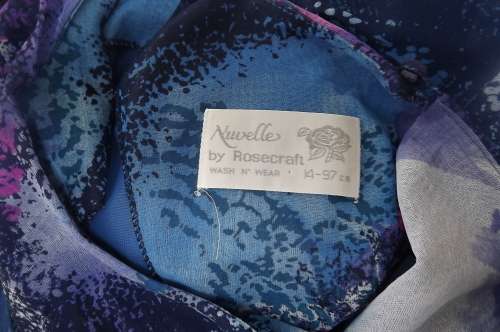 Nuvelle
by Rosecraft
WASH N' WEAR · 14-97 cm